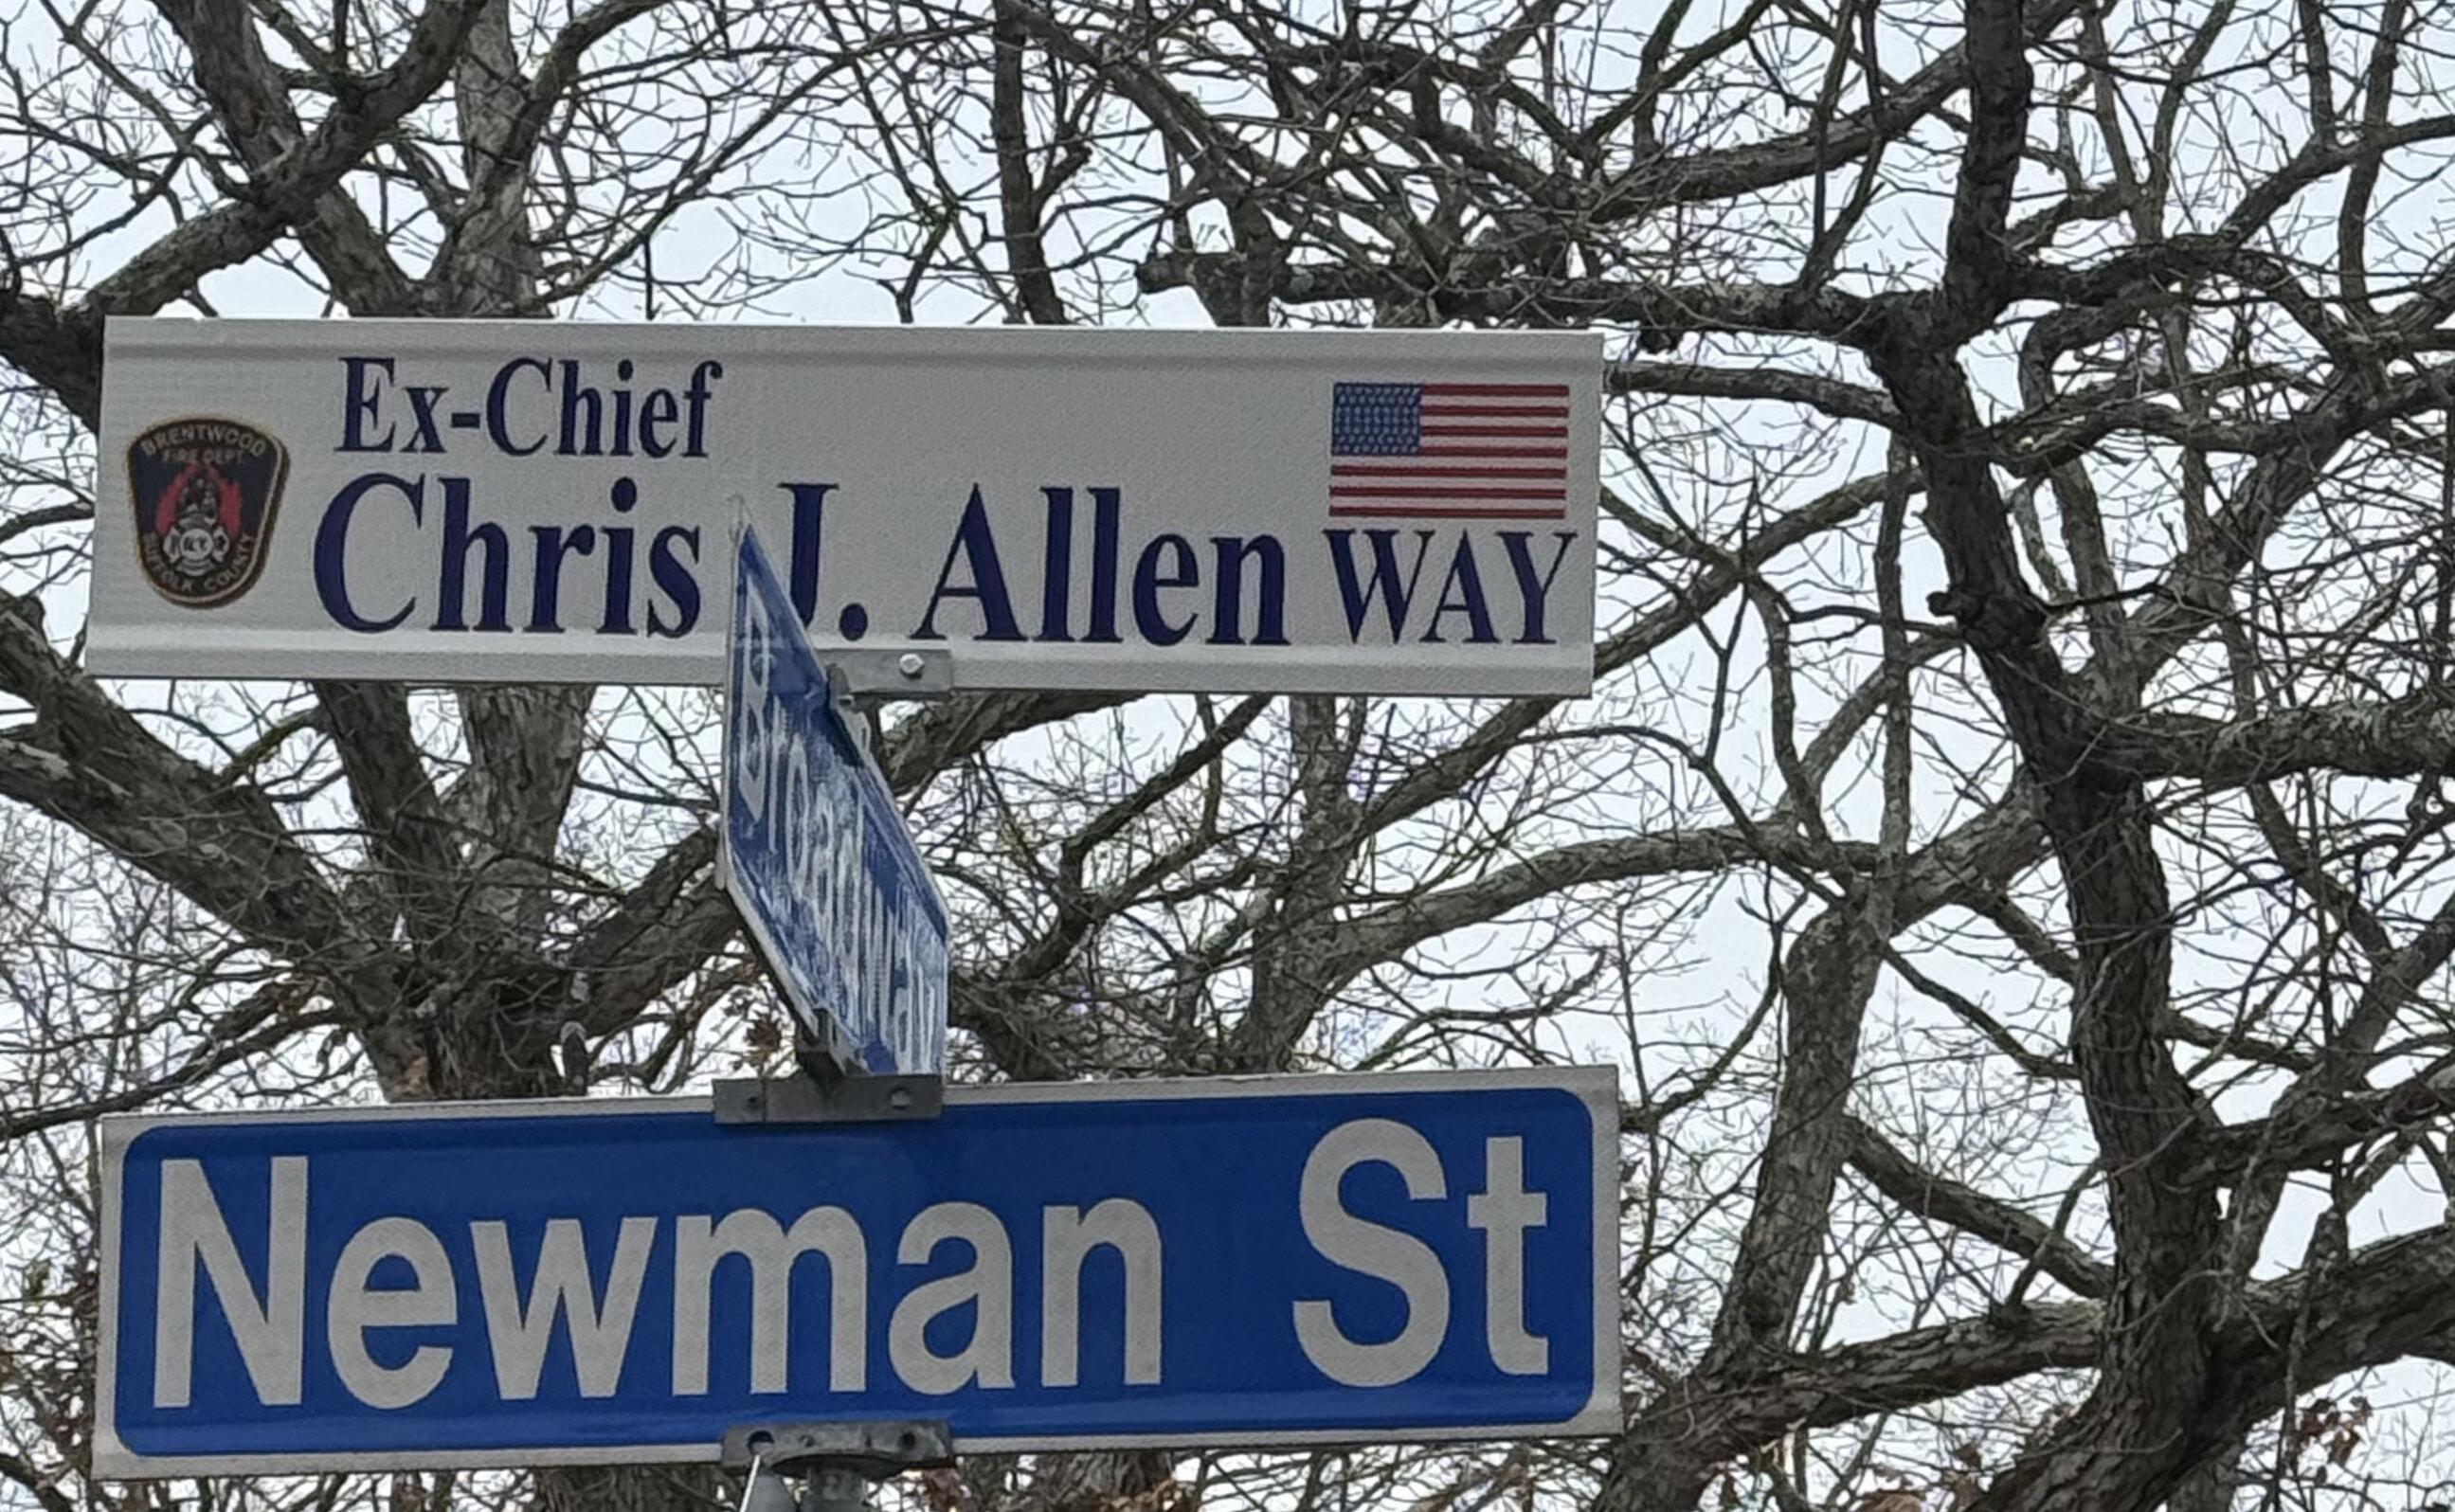 Ex-Chief
BRENTWOOD
FIRE DEPT
N.Y.
SUFFOLK COUNTY
Chris J. Allen WAY
Newman St